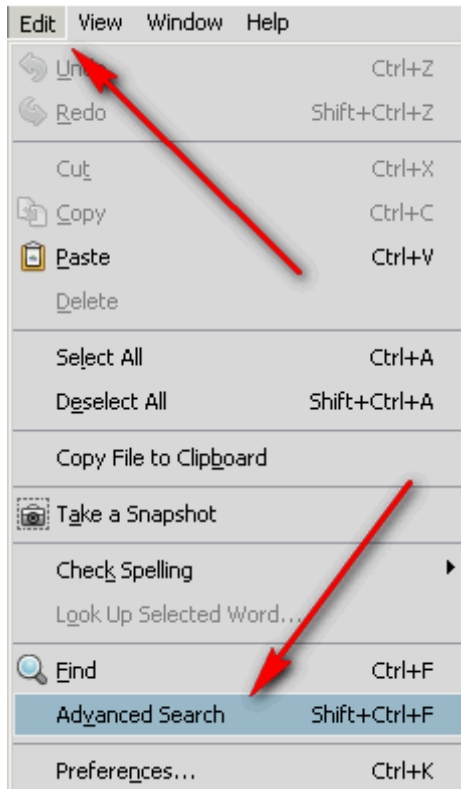 Edit View Window Help
Undo Ctrl+Z
Redo Shift+Ctrl+Z
Cut Ctrl+X
Copy Ctrl+C
Paste Ctrl+V
Delete
Select All Ctrl+A
Deselect All Shift+Ctrl+A
Copy File to Clipboard
Take a Snapshot
Check Spelling
Look Up Selected Word...
Find Ctrl+F
Advanced Search Shift+Ctrl+F
Preferences... Ctrl+K